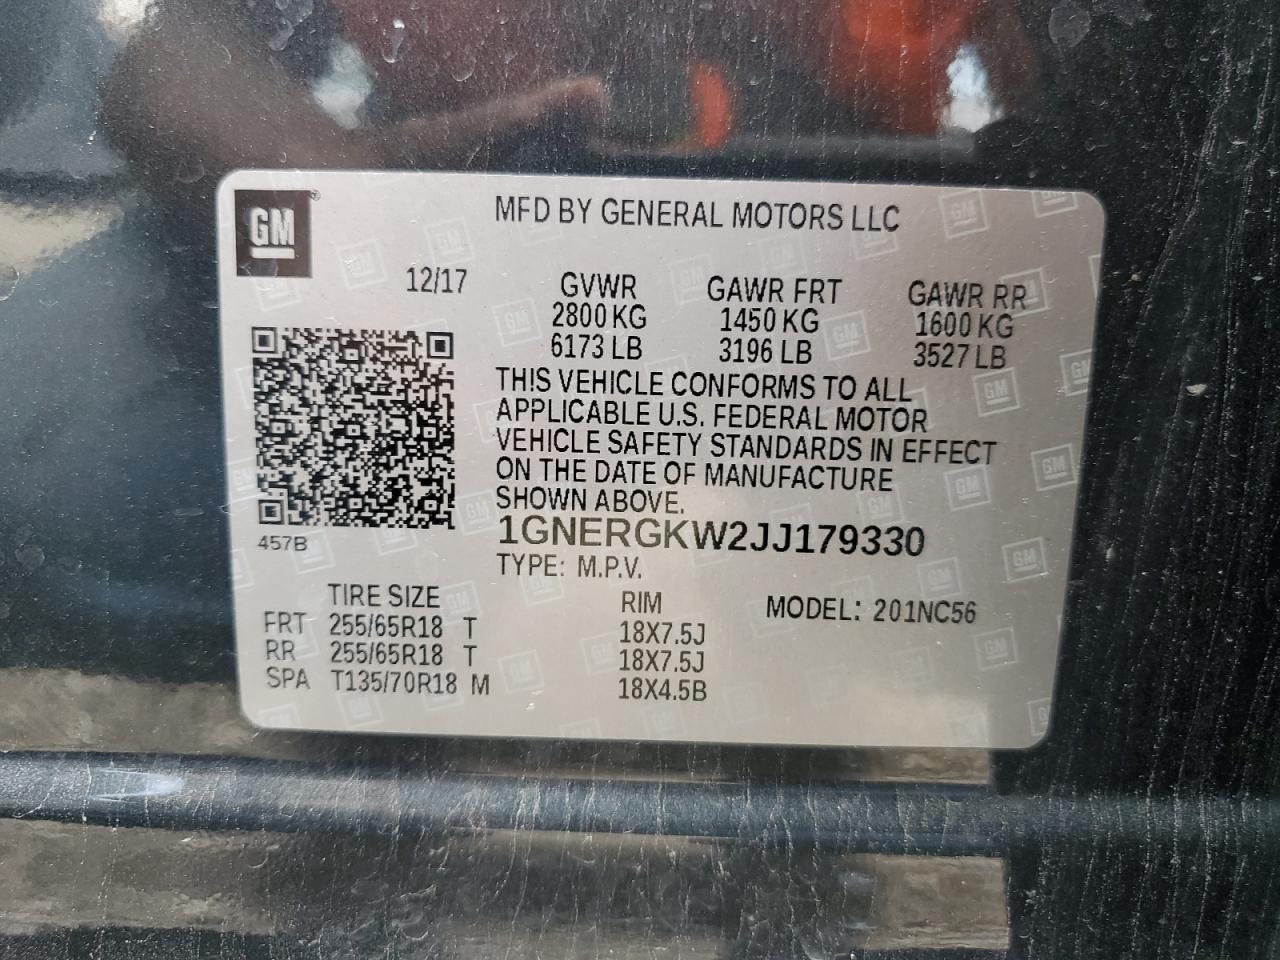 GM ®
MFD BY GENERAL MOTORS LLC
12/17 GVWR GAWR FRT GAWR RR
2800 KG 1450 KG 1600 KG
6173 LB 3196 LB 3527 LB
THIS VEHICLE CONFORMS TO ALL
APPLICABLE U.S. FEDERAL MOTOR
VEHICLE SAFETY STANDARDS IN EFFECT
ON THE DATE OF MANUFACTURE
SHOWN ABOVE.
1GNERGKW2JJ179330
457B
TYPE: M.P.V.
TIRE SIZE RIM MODEL: 201NC56
FRT 255/65R18 T 18X7.5J
RR 255/65R18 T 18X7.5J
SPA T135/70R18 M 18X4.5B